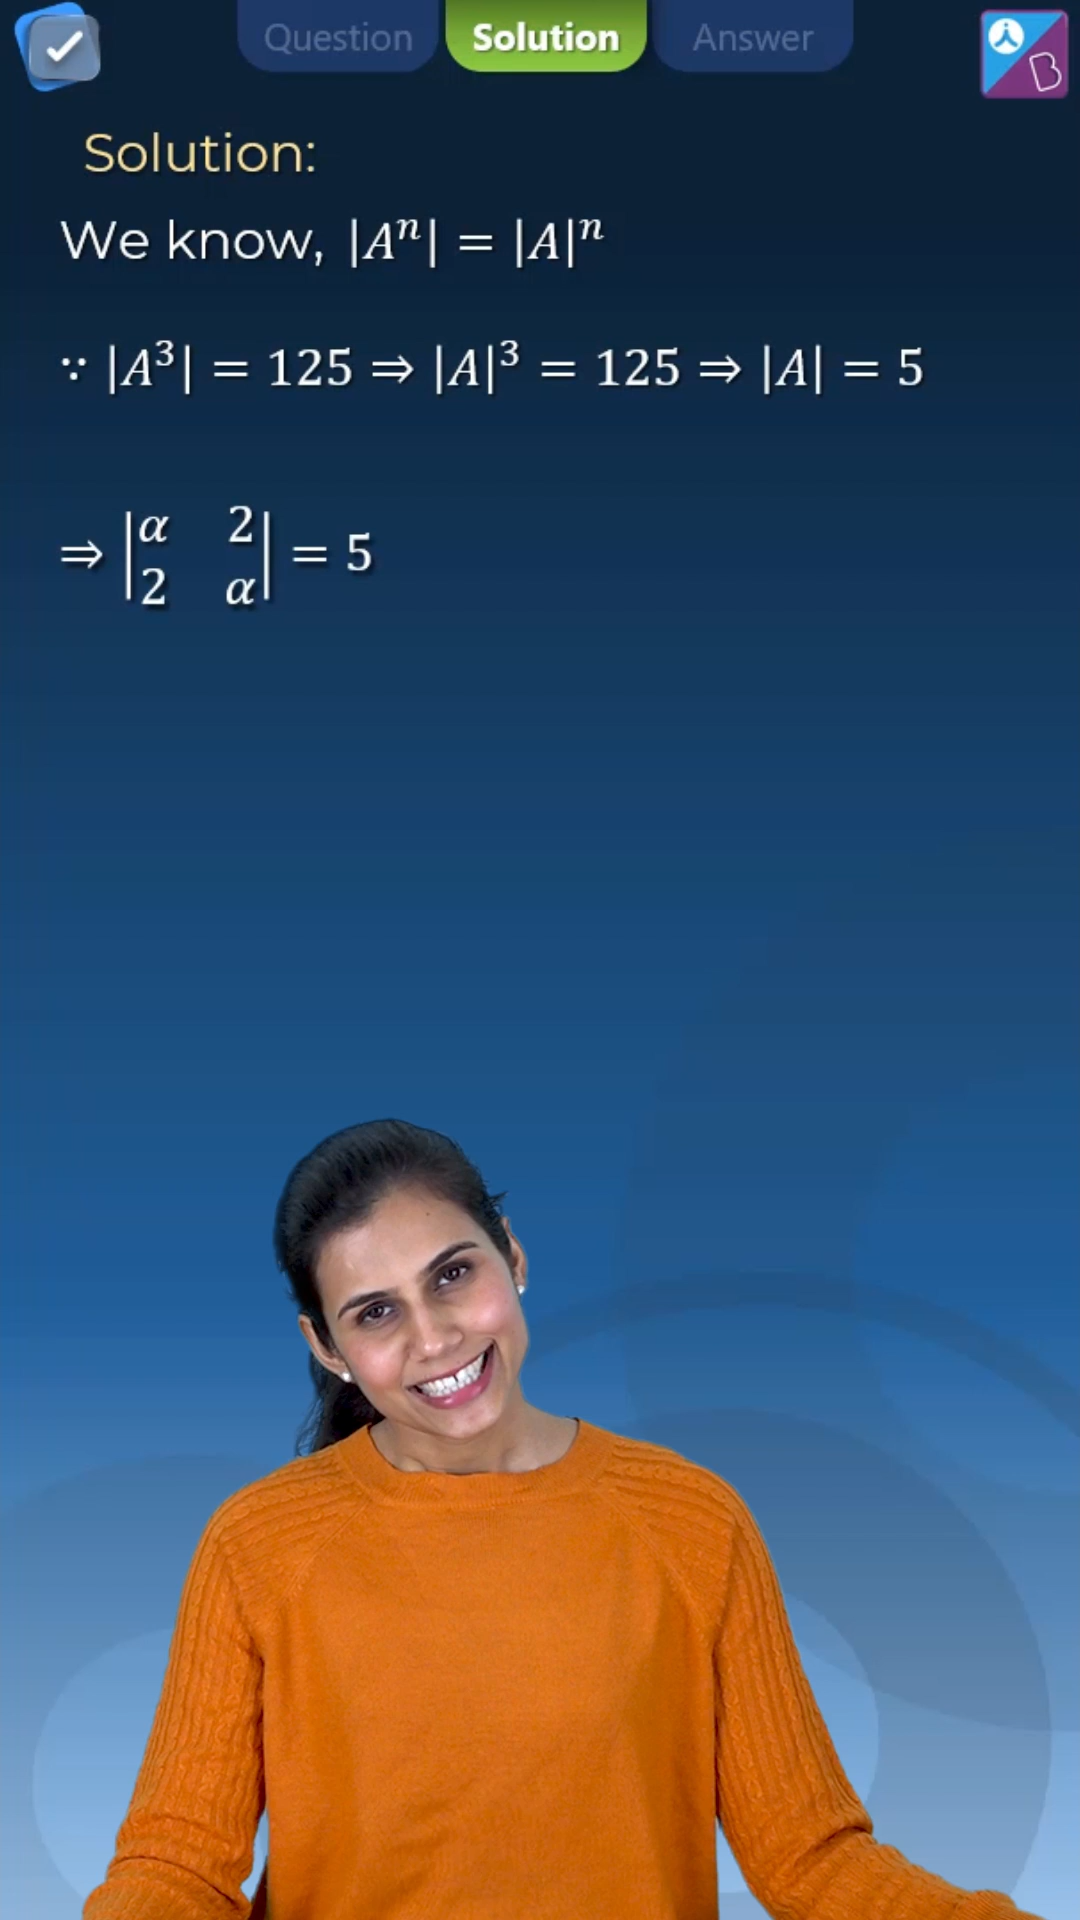 Question Solution Answer
Solution:
We know, |Aⁿ| = |A|ⁿ
∵ |A³| = 125 ⇒ |A|³ = 125 ⇒ |A| = 5
⇒ |α 2|
|2 α| = 5
B